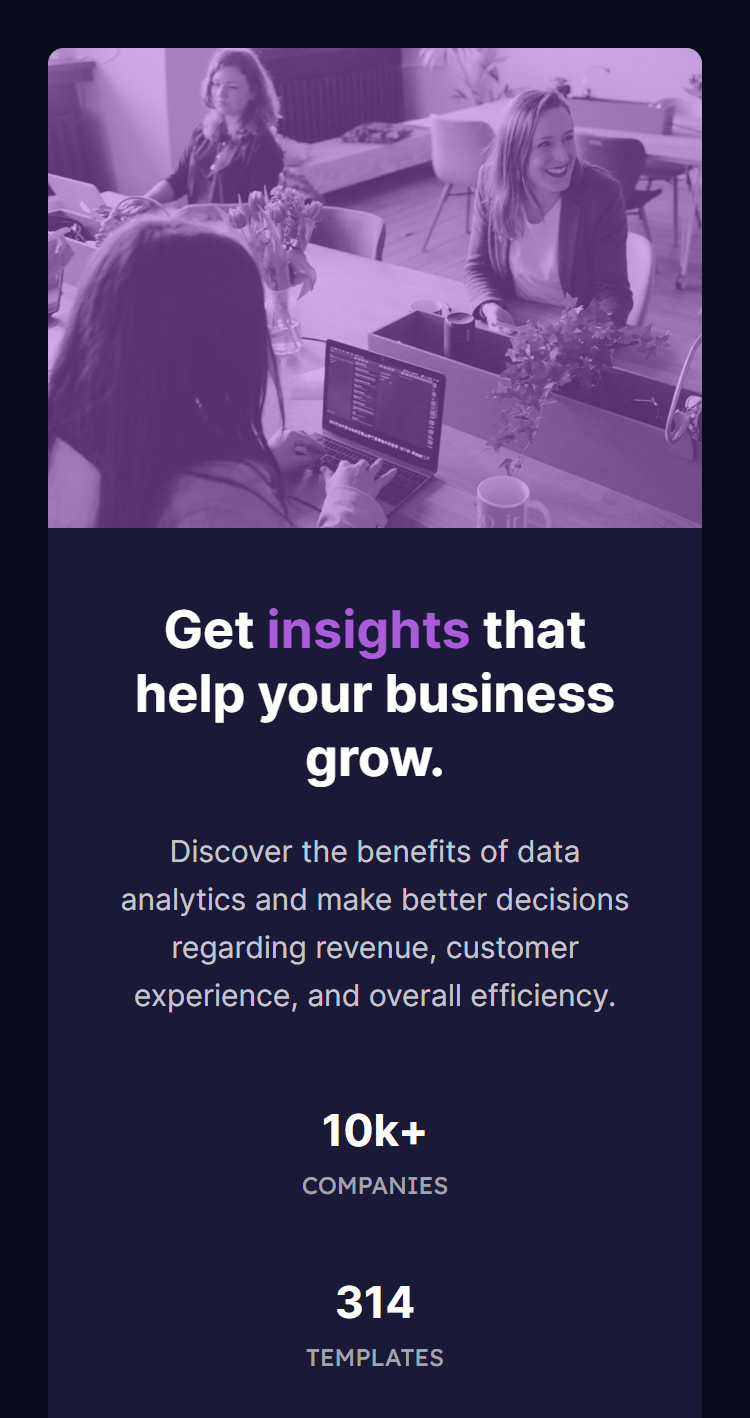 Get insights that
help your business
grow.
Discover the benefits of data
analytics and make better decisions
regarding revenue, customer
experience, and overall efficiency.
10k+
COMPANIES
314
TEMPLATES